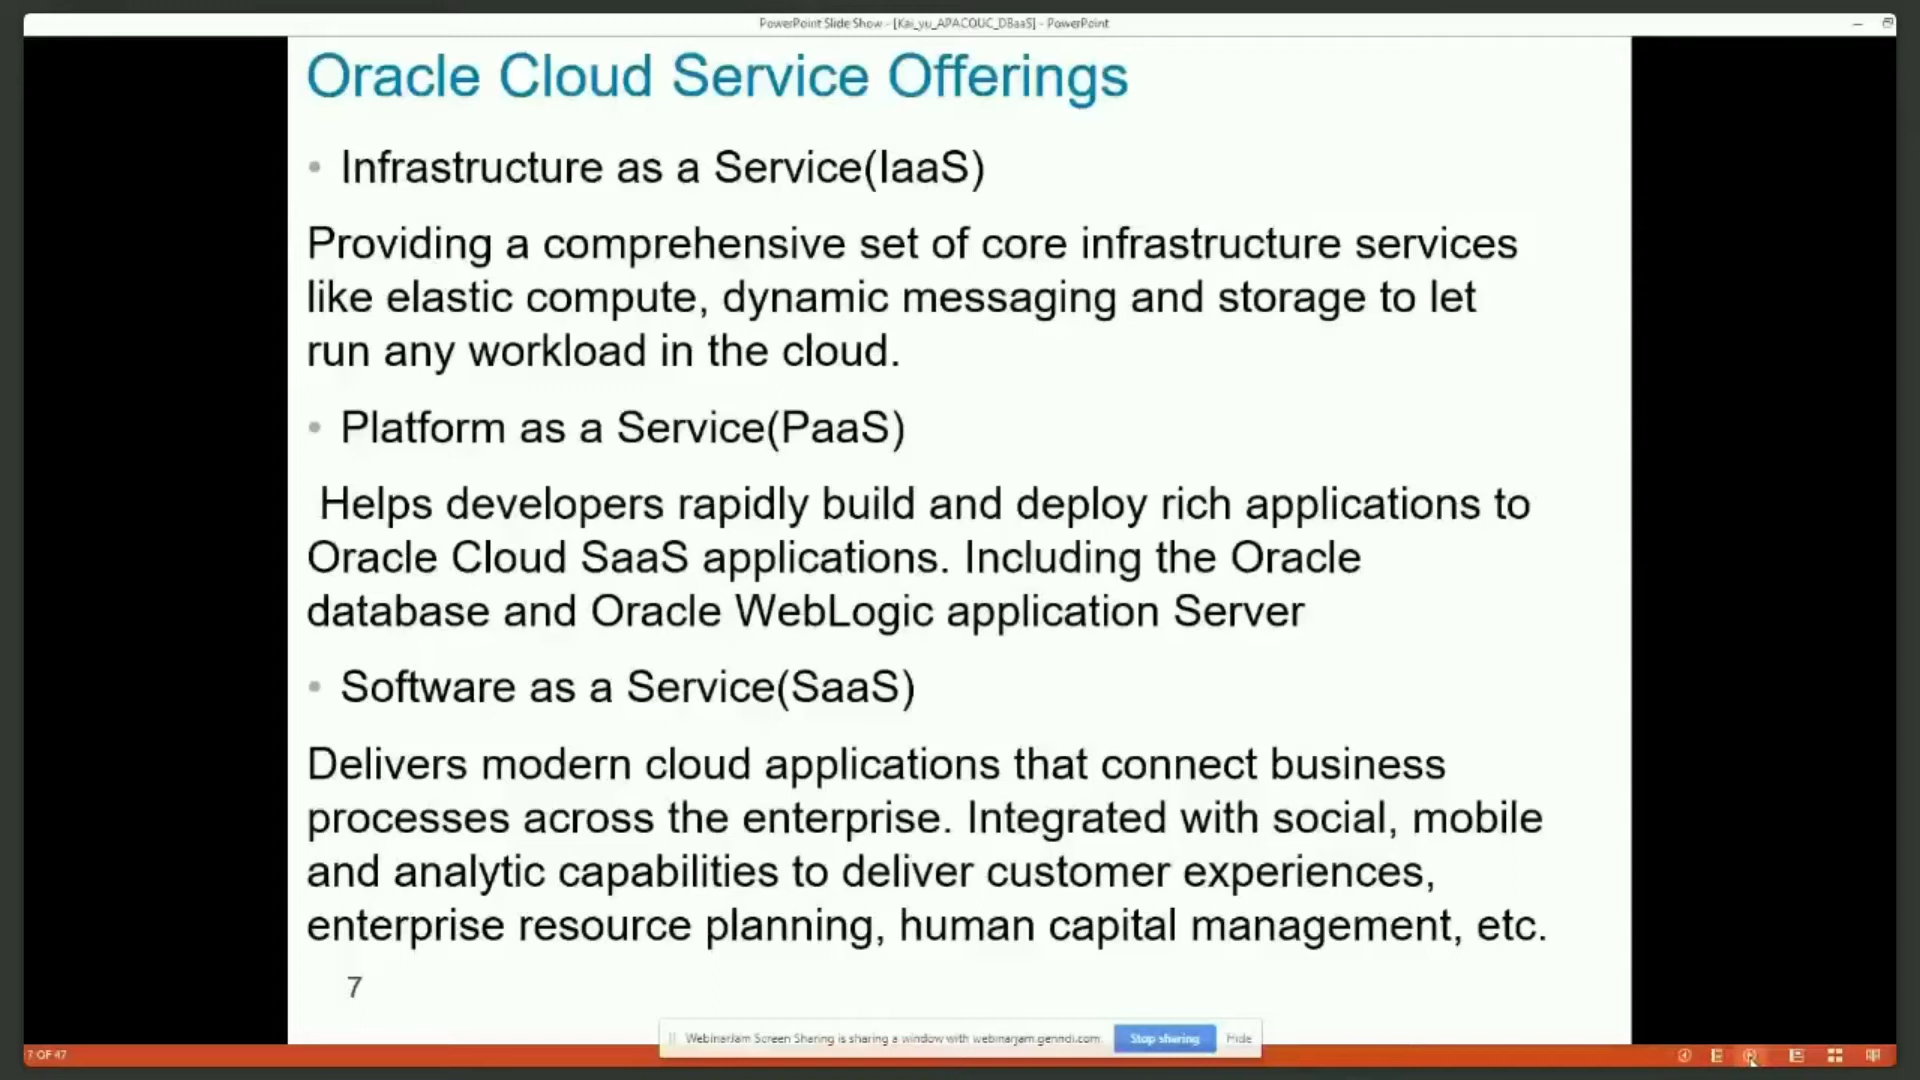 PowerPoint Slide Show - [Kai_yu_APACOUC_DBaaS] - PowerPoint
Oracle Cloud Service Offerings
• Infrastructure as a Service(IaaS)
Providing a comprehensive set of core infrastructure services
like elastic compute, dynamic messaging and storage to let
run any workload in the cloud.
• Platform as a Service(PaaS)
Helps developers rapidly build and deploy rich applications to
Oracle Cloud SaaS applications. Including the Oracle
database and Oracle WebLogic application Server
• Software as a Service(SaaS)
Delivers modern cloud applications that connect business
processes across the enterprise. Integrated with social, mobile
and analytic capabilities to deliver customer experiences,
enterprise resource planning, human capital management, etc.
7
WebinarJam Screen Sharing is sharing a window with webinarjam.genndi.com. Stop sharing Hide
7 OF 47